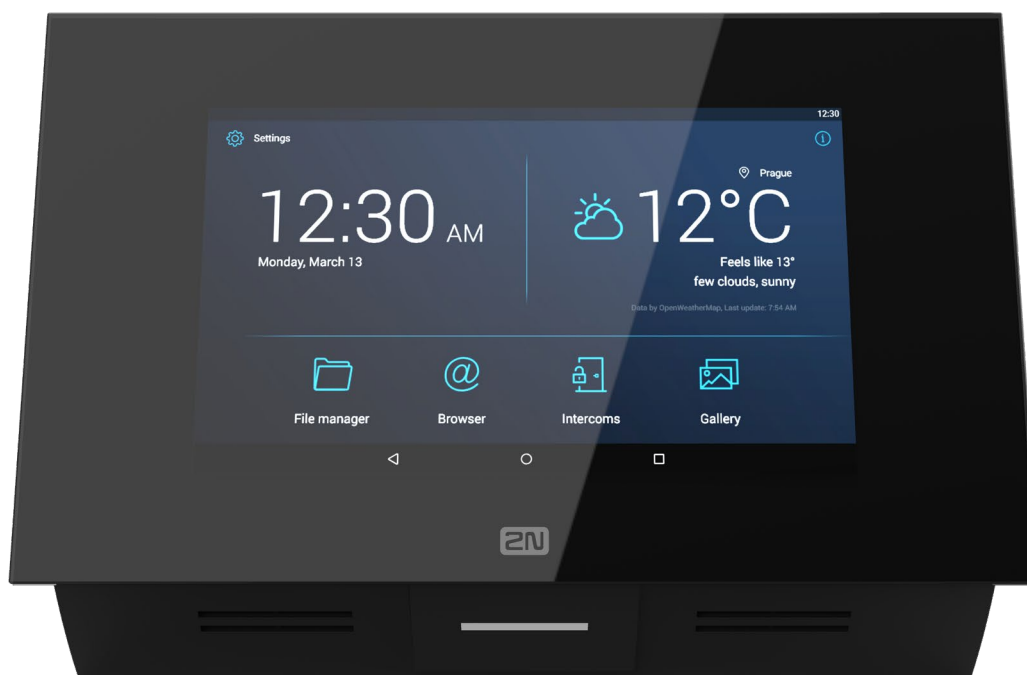 12:30
Settings
Prague
12:30 AM
12°C
Monday, March 13
Feels like 13°
few clouds, sunny
Data by OpenWeatherMap, Last update: 7:54 AM
File manager
Browser
Intercoms
Gallery
2N